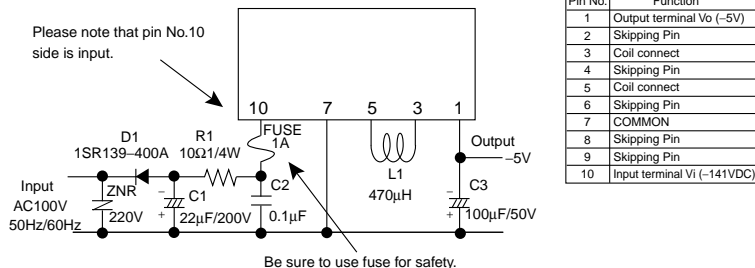 Please note that pin No.10
side is input.
10 7 5 3 1
FUSE
1A
D1
1SR139–400A
R1
10Ω1/4W
L1
470µH
Output
–5V
Input
AC100V
50Hz/60Hz
ZNR
220V
–
+
C1
22µF/200V
C2
0.1µF
–
+
C3
100µF/50V
Be sure to use fuse for safety.
Pin No. Function
1 Output terminal Vo (–5V)
2 Skipping Pin
3 Coil connect
4 Skipping Pin
5 Coil connect
6 Skipping Pin
7 COMMON
8 Skipping Pin
9 Skipping Pin
10 Input terminal Vi (–141VDC)